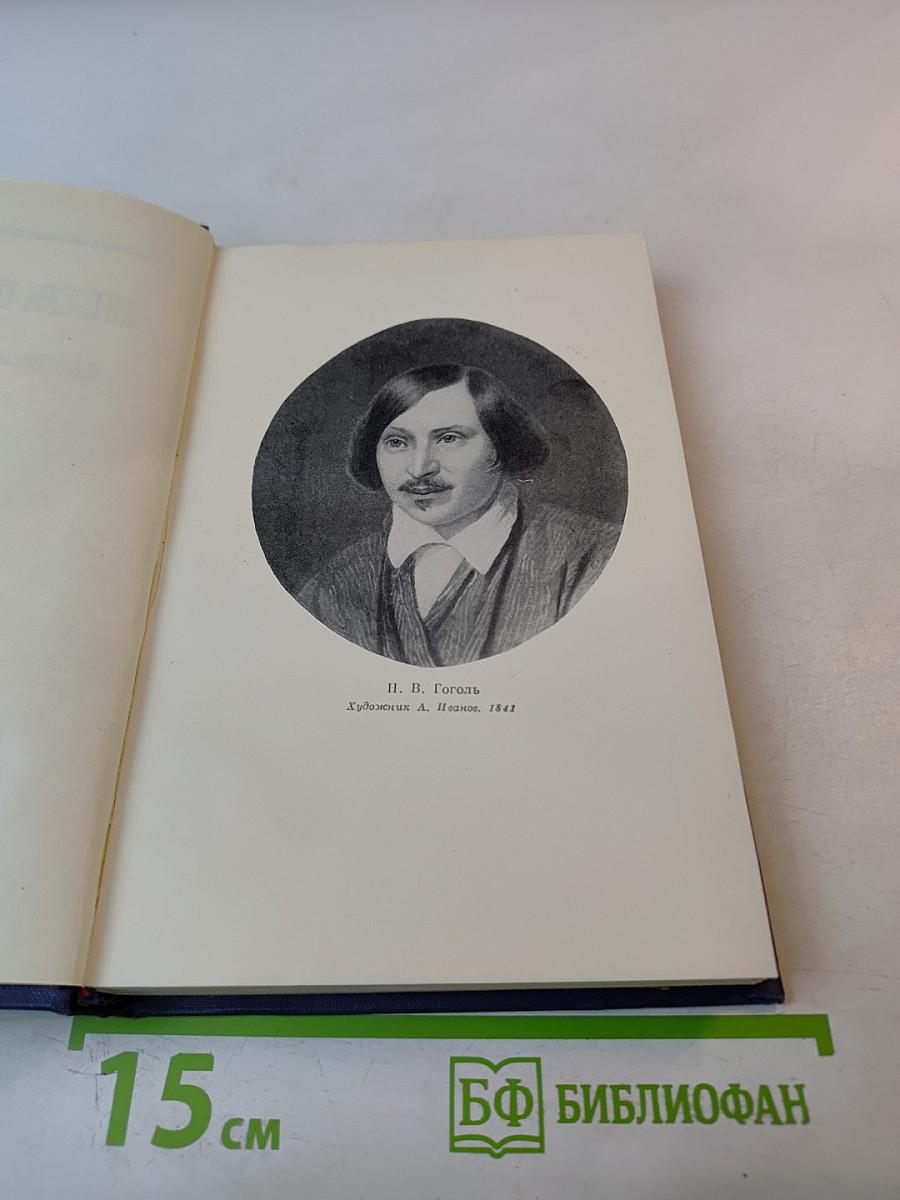 Н. В. Гоголь
Художник А. Иванов. 1841
15 см
БФ БИБЛИОФАН